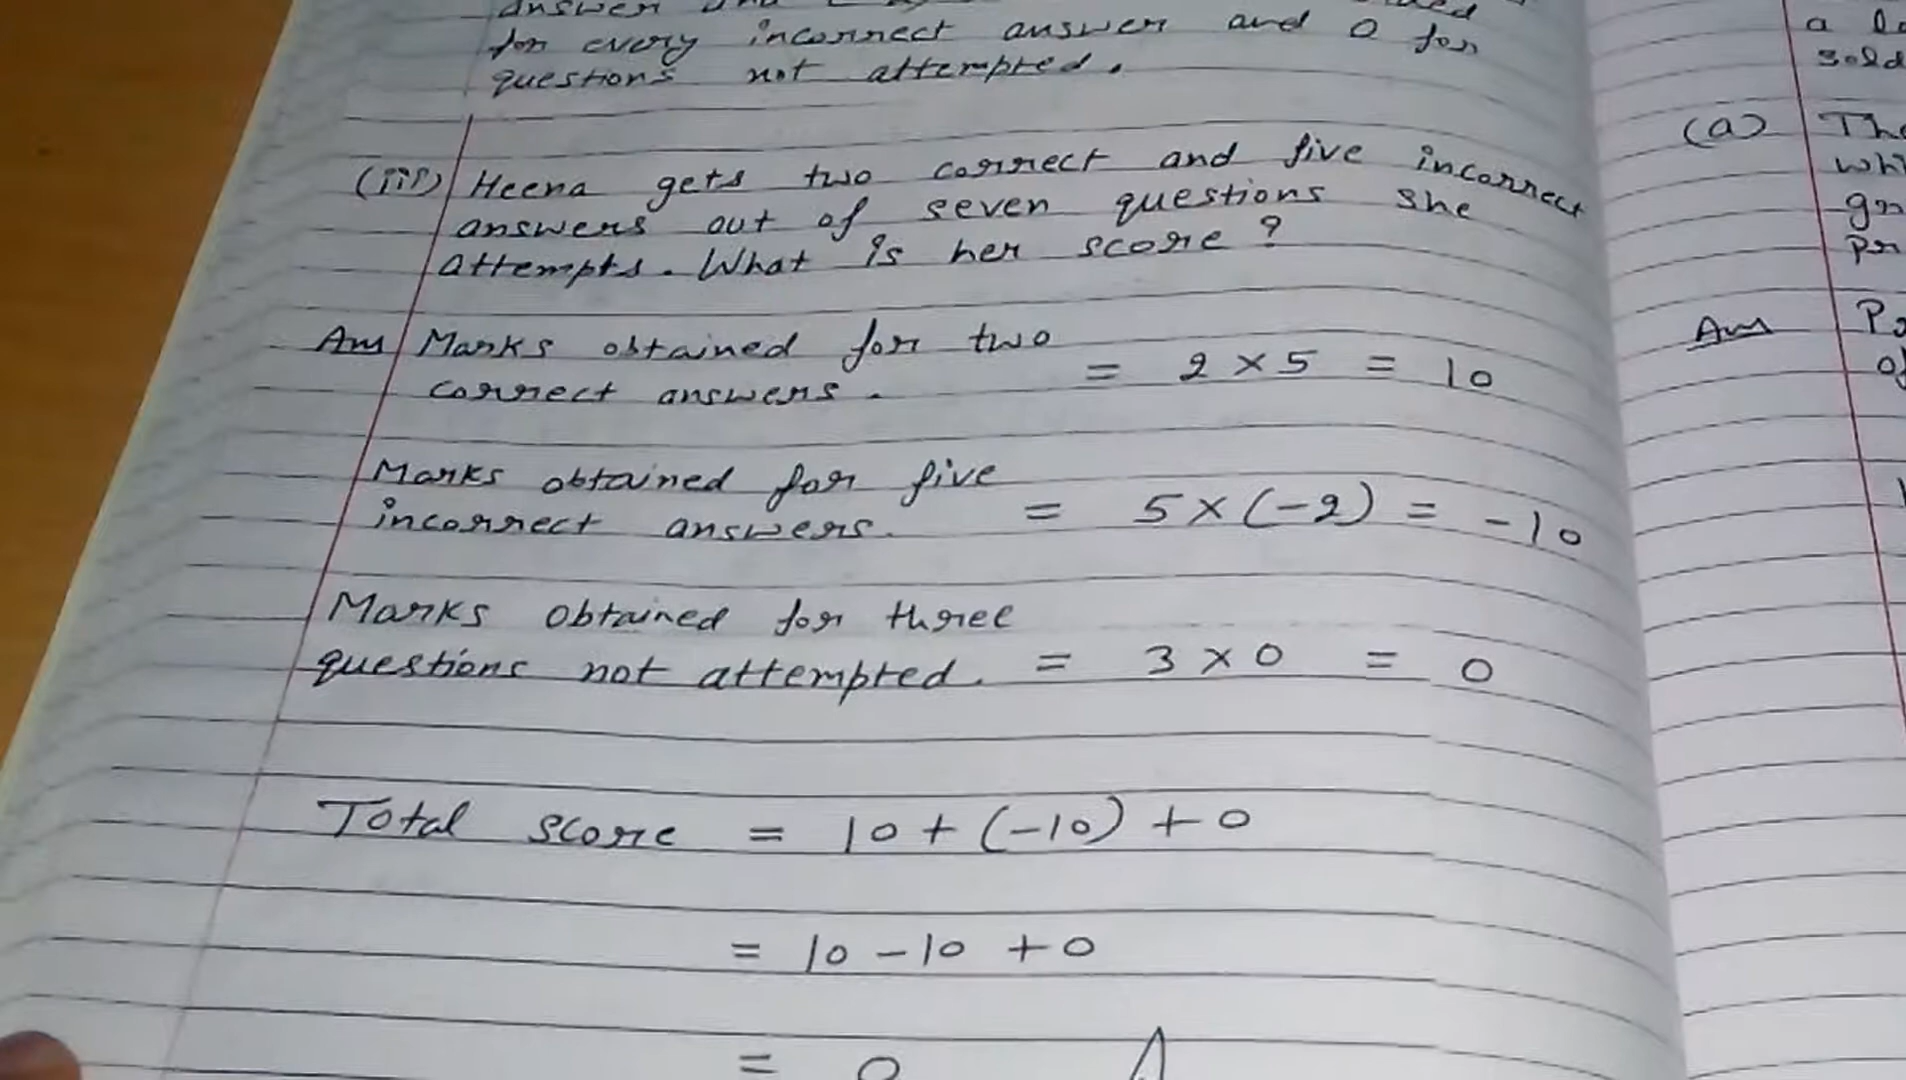 answer and
for every incorrect answer and 0 for
questions not attempted.
(iii) Heena gets two correct and five incorrect
answers out of seven questions she
attempts. What is her score ?
Ans Marks obtained for two
correct answers. = 2 × 5 = 10
Marks obtained for five
incorrect answers. = 5 × (-2) = -10
Marks obtained for three
questions not attempted. = 3 × 0 = 0
Total score = 10 + (-10) + 0
= 10 - 10 + 0
= 0
a
sold
(a)
Ans